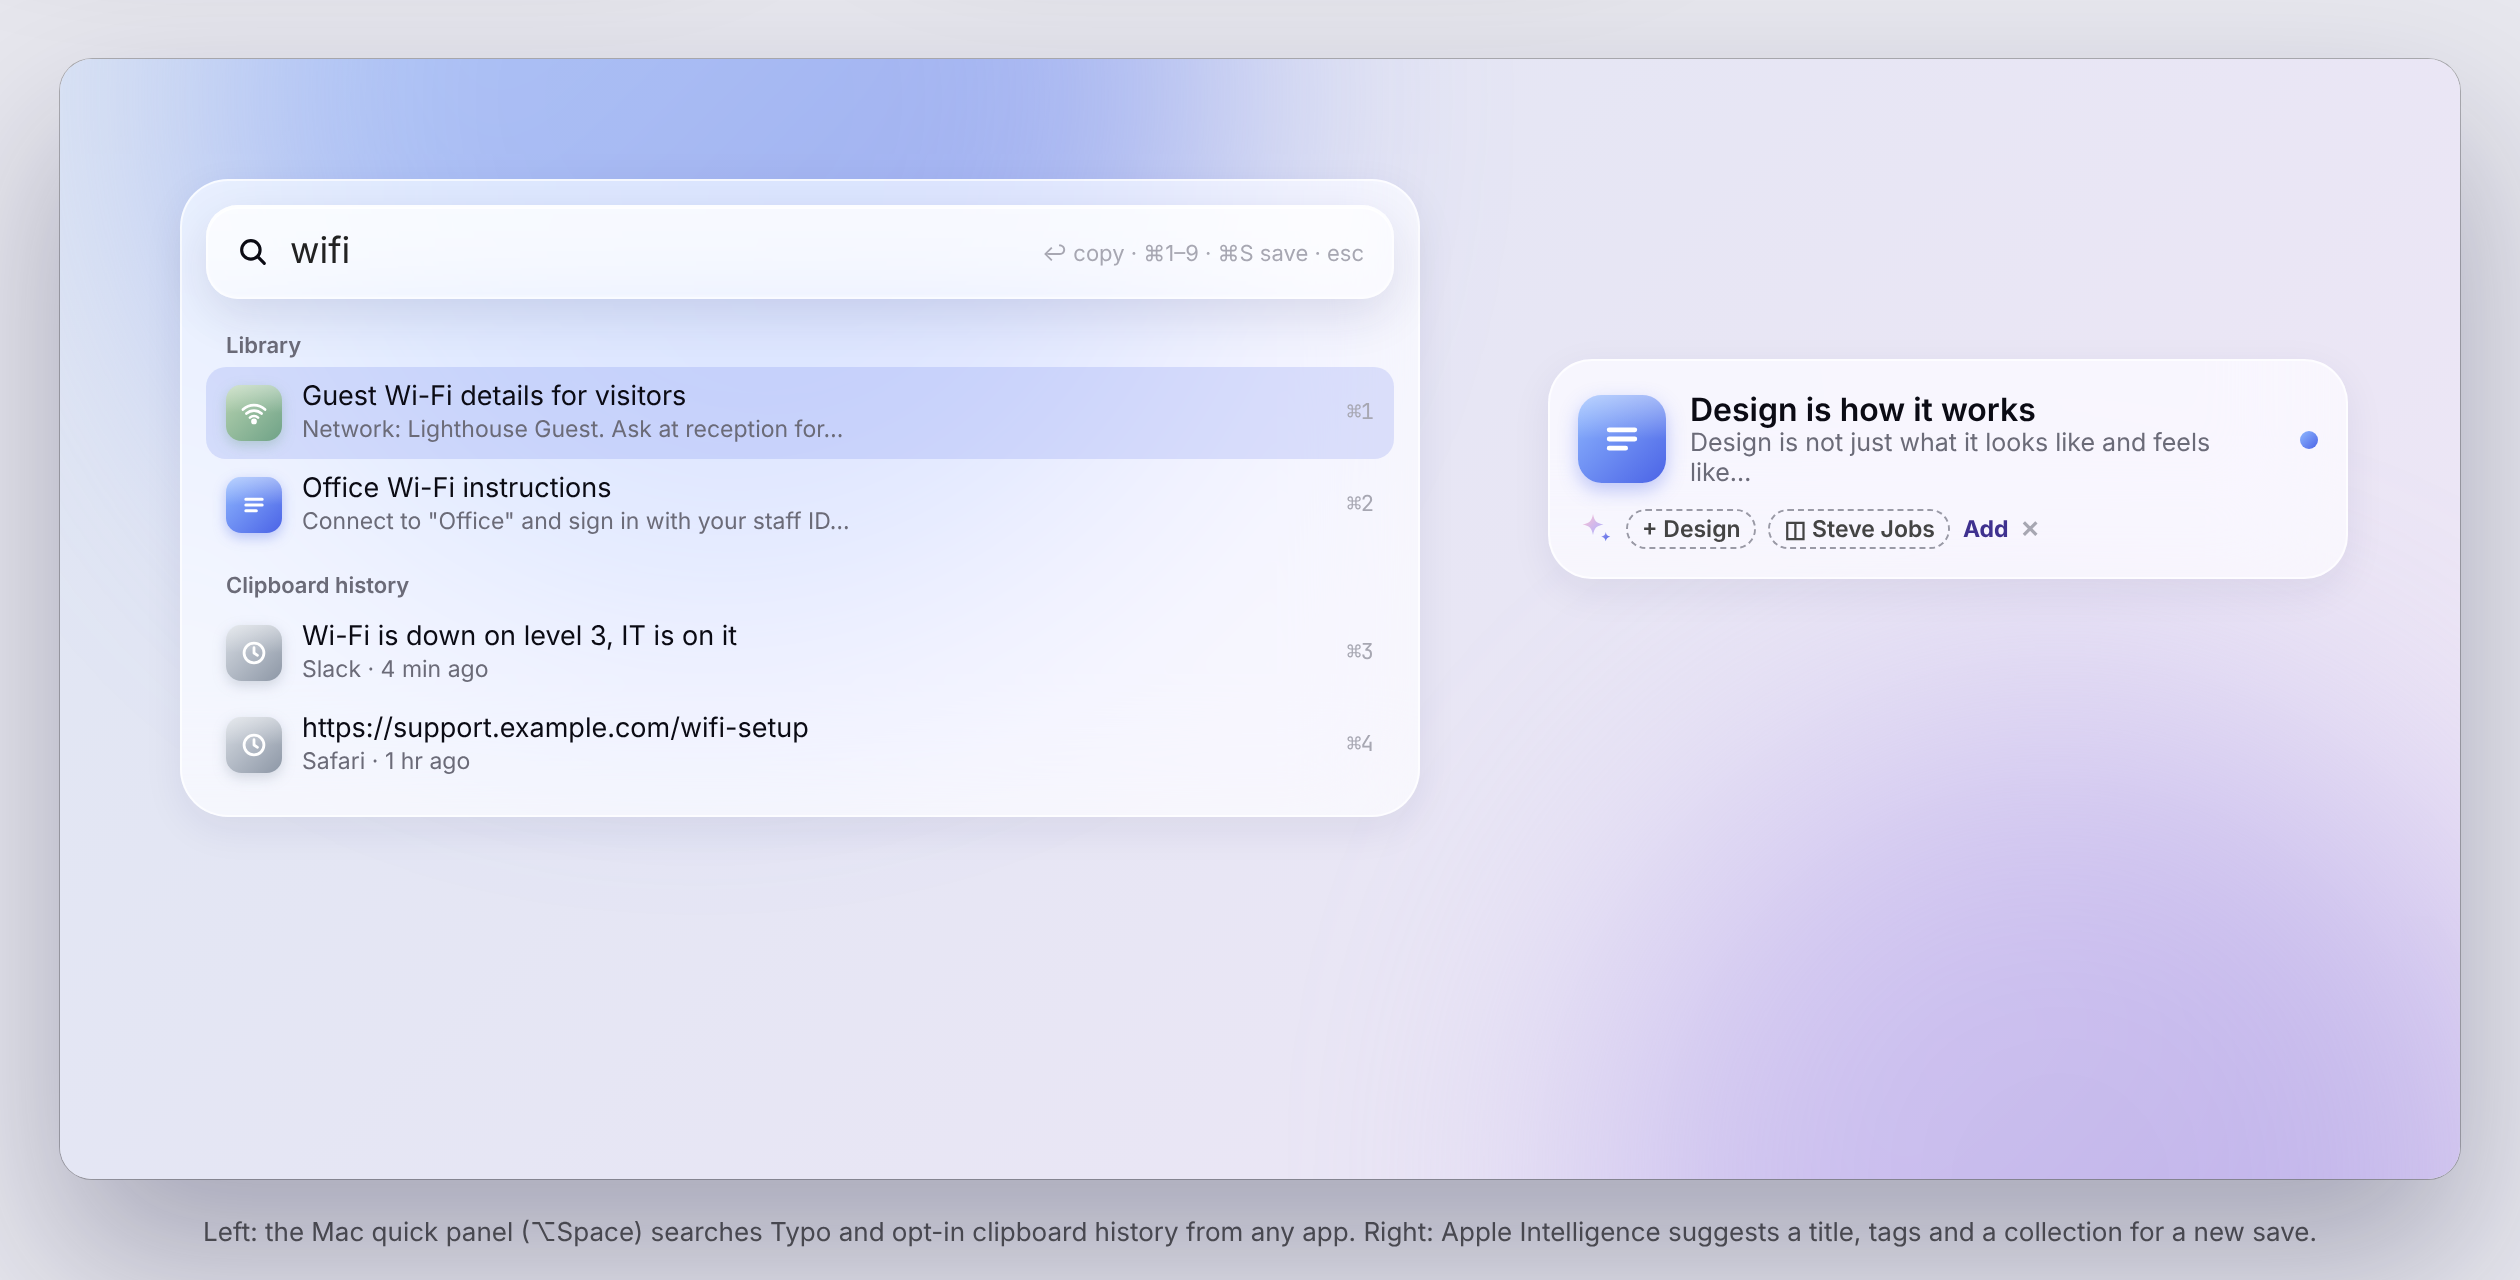 wifi
↩ copy · ⌘1–9 · ⌘S save · esc
Library
Guest Wi-Fi details for visitors
Network: Lighthouse Guest. Ask at reception for...
⌘1
Office Wi-Fi instructions
Connect to "Office" and sign in with your staff ID...
⌘2
Clipboard history
Wi-Fi is down on level 3, IT is on it
Slack · 4 min ago
⌘3
https://support.example.com/wifi-setup
Safari · 1 hr ago
⌘4
Design is how it works
Design is not just what it looks like and feels
like...
+ Design
Steve Jobs
Add ✕
Left: the Mac quick panel (⌥Space) searches Typo and opt-in clipboard history from any app. Right: Apple Intelligence suggests a title, tags and a collection for a new save.